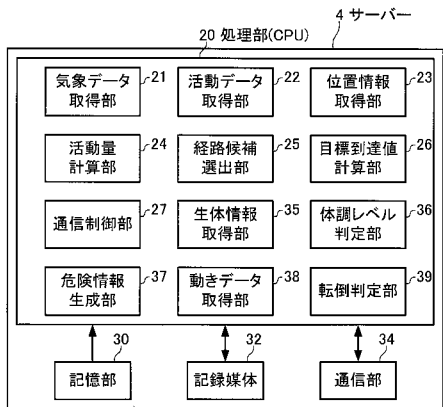 4 サーバー
20 処理部(CPU)
気象データ取得部 21
活動データ取得部 22
位置情報取得部 23
活動量計算部 24
経路候補選出部 25
目標到達値計算部 26
通信制御部 27
生体情報取得部 35
体調レベル判定部 36
危険情報生成部 37
動きデータ取得部 38
転倒判定部 39
30
記憶部
32
記録媒体
34
通信部